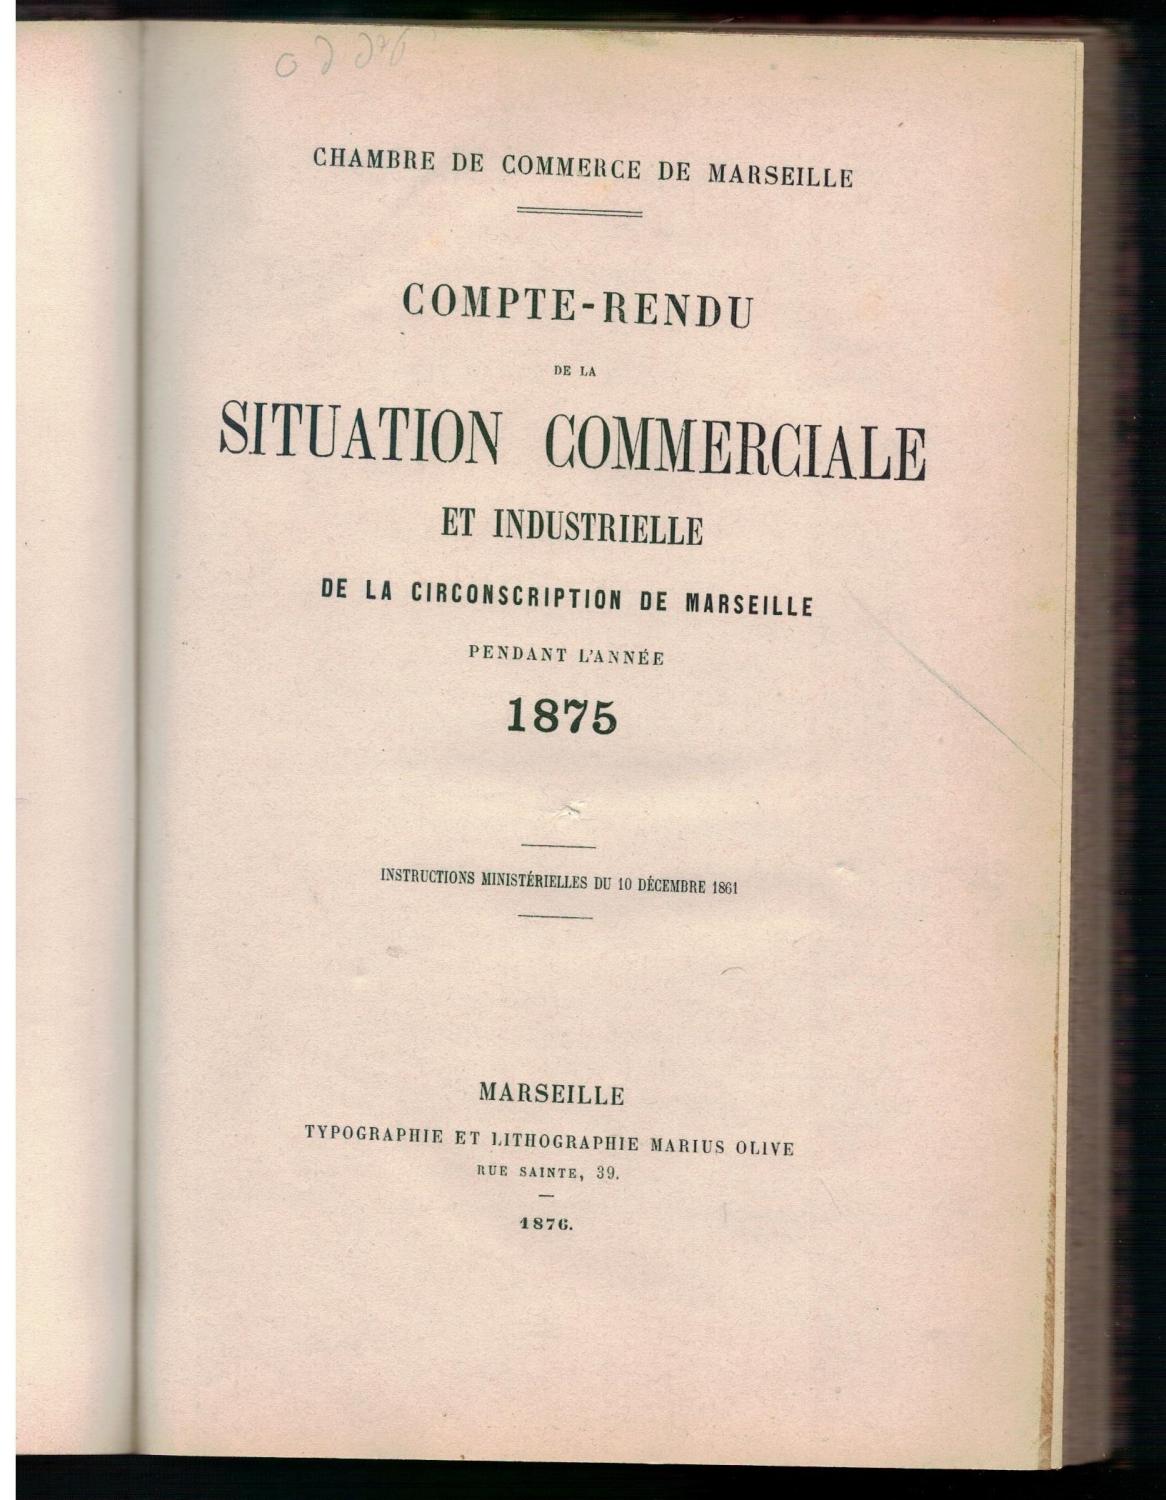 CHAMBRE DE COMMERCE DE MARSEILLE
COMPTE-RENDU
DE LA
SITUATION COMMERCIALE
ET INDUSTRIELLE
DE LA CIRCONSCRIPTION DE MARSEILLE
PENDANT L'ANNÉE
1875
INSTRUCTIONS MINISTÉRIELLES DU 10 DÉCEMBRE 1861
MARSEILLE
TYPOGRAPHIE ET LITHOGRAPHIE MARIUS OLIVE
RUE SAINTE, 39.
1876.